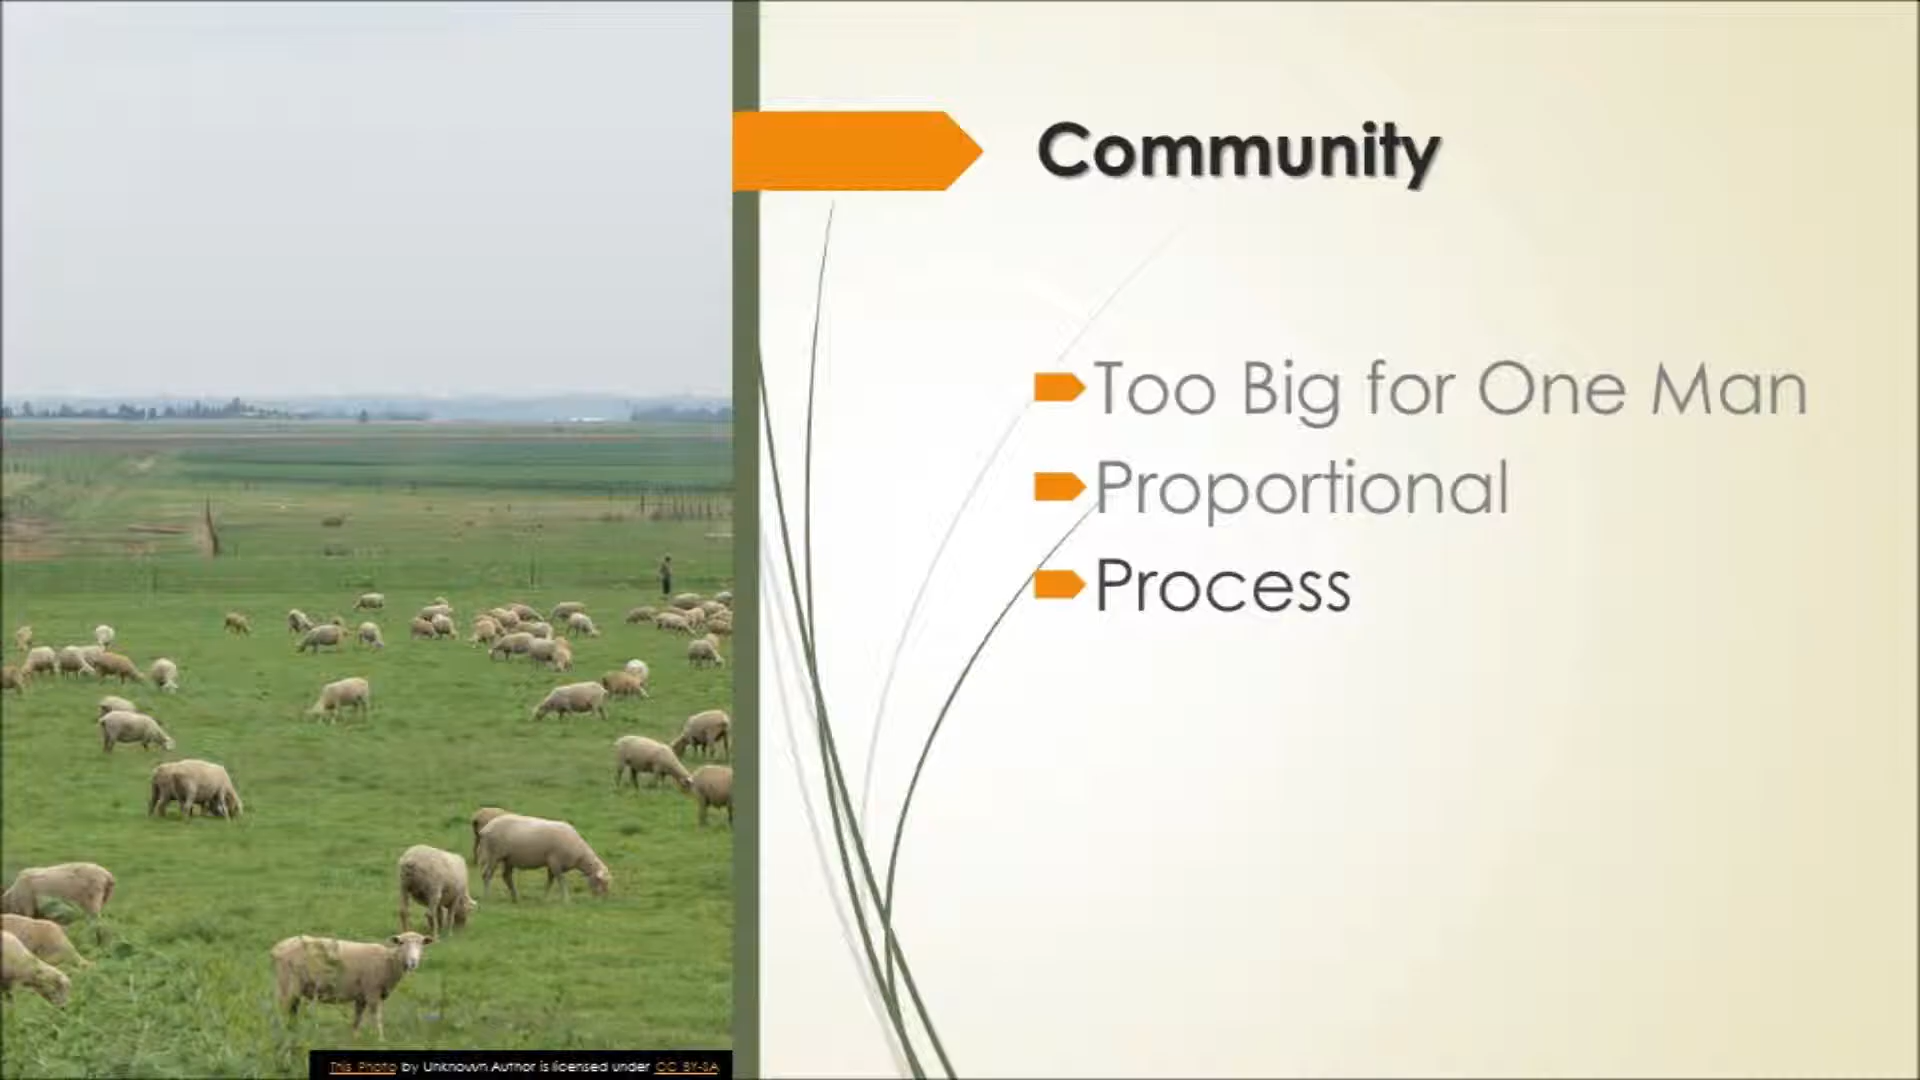 Community
Too Big for One Man
Proportional
Process
This Photo by Unknown Author is licensed under CC BY-SA